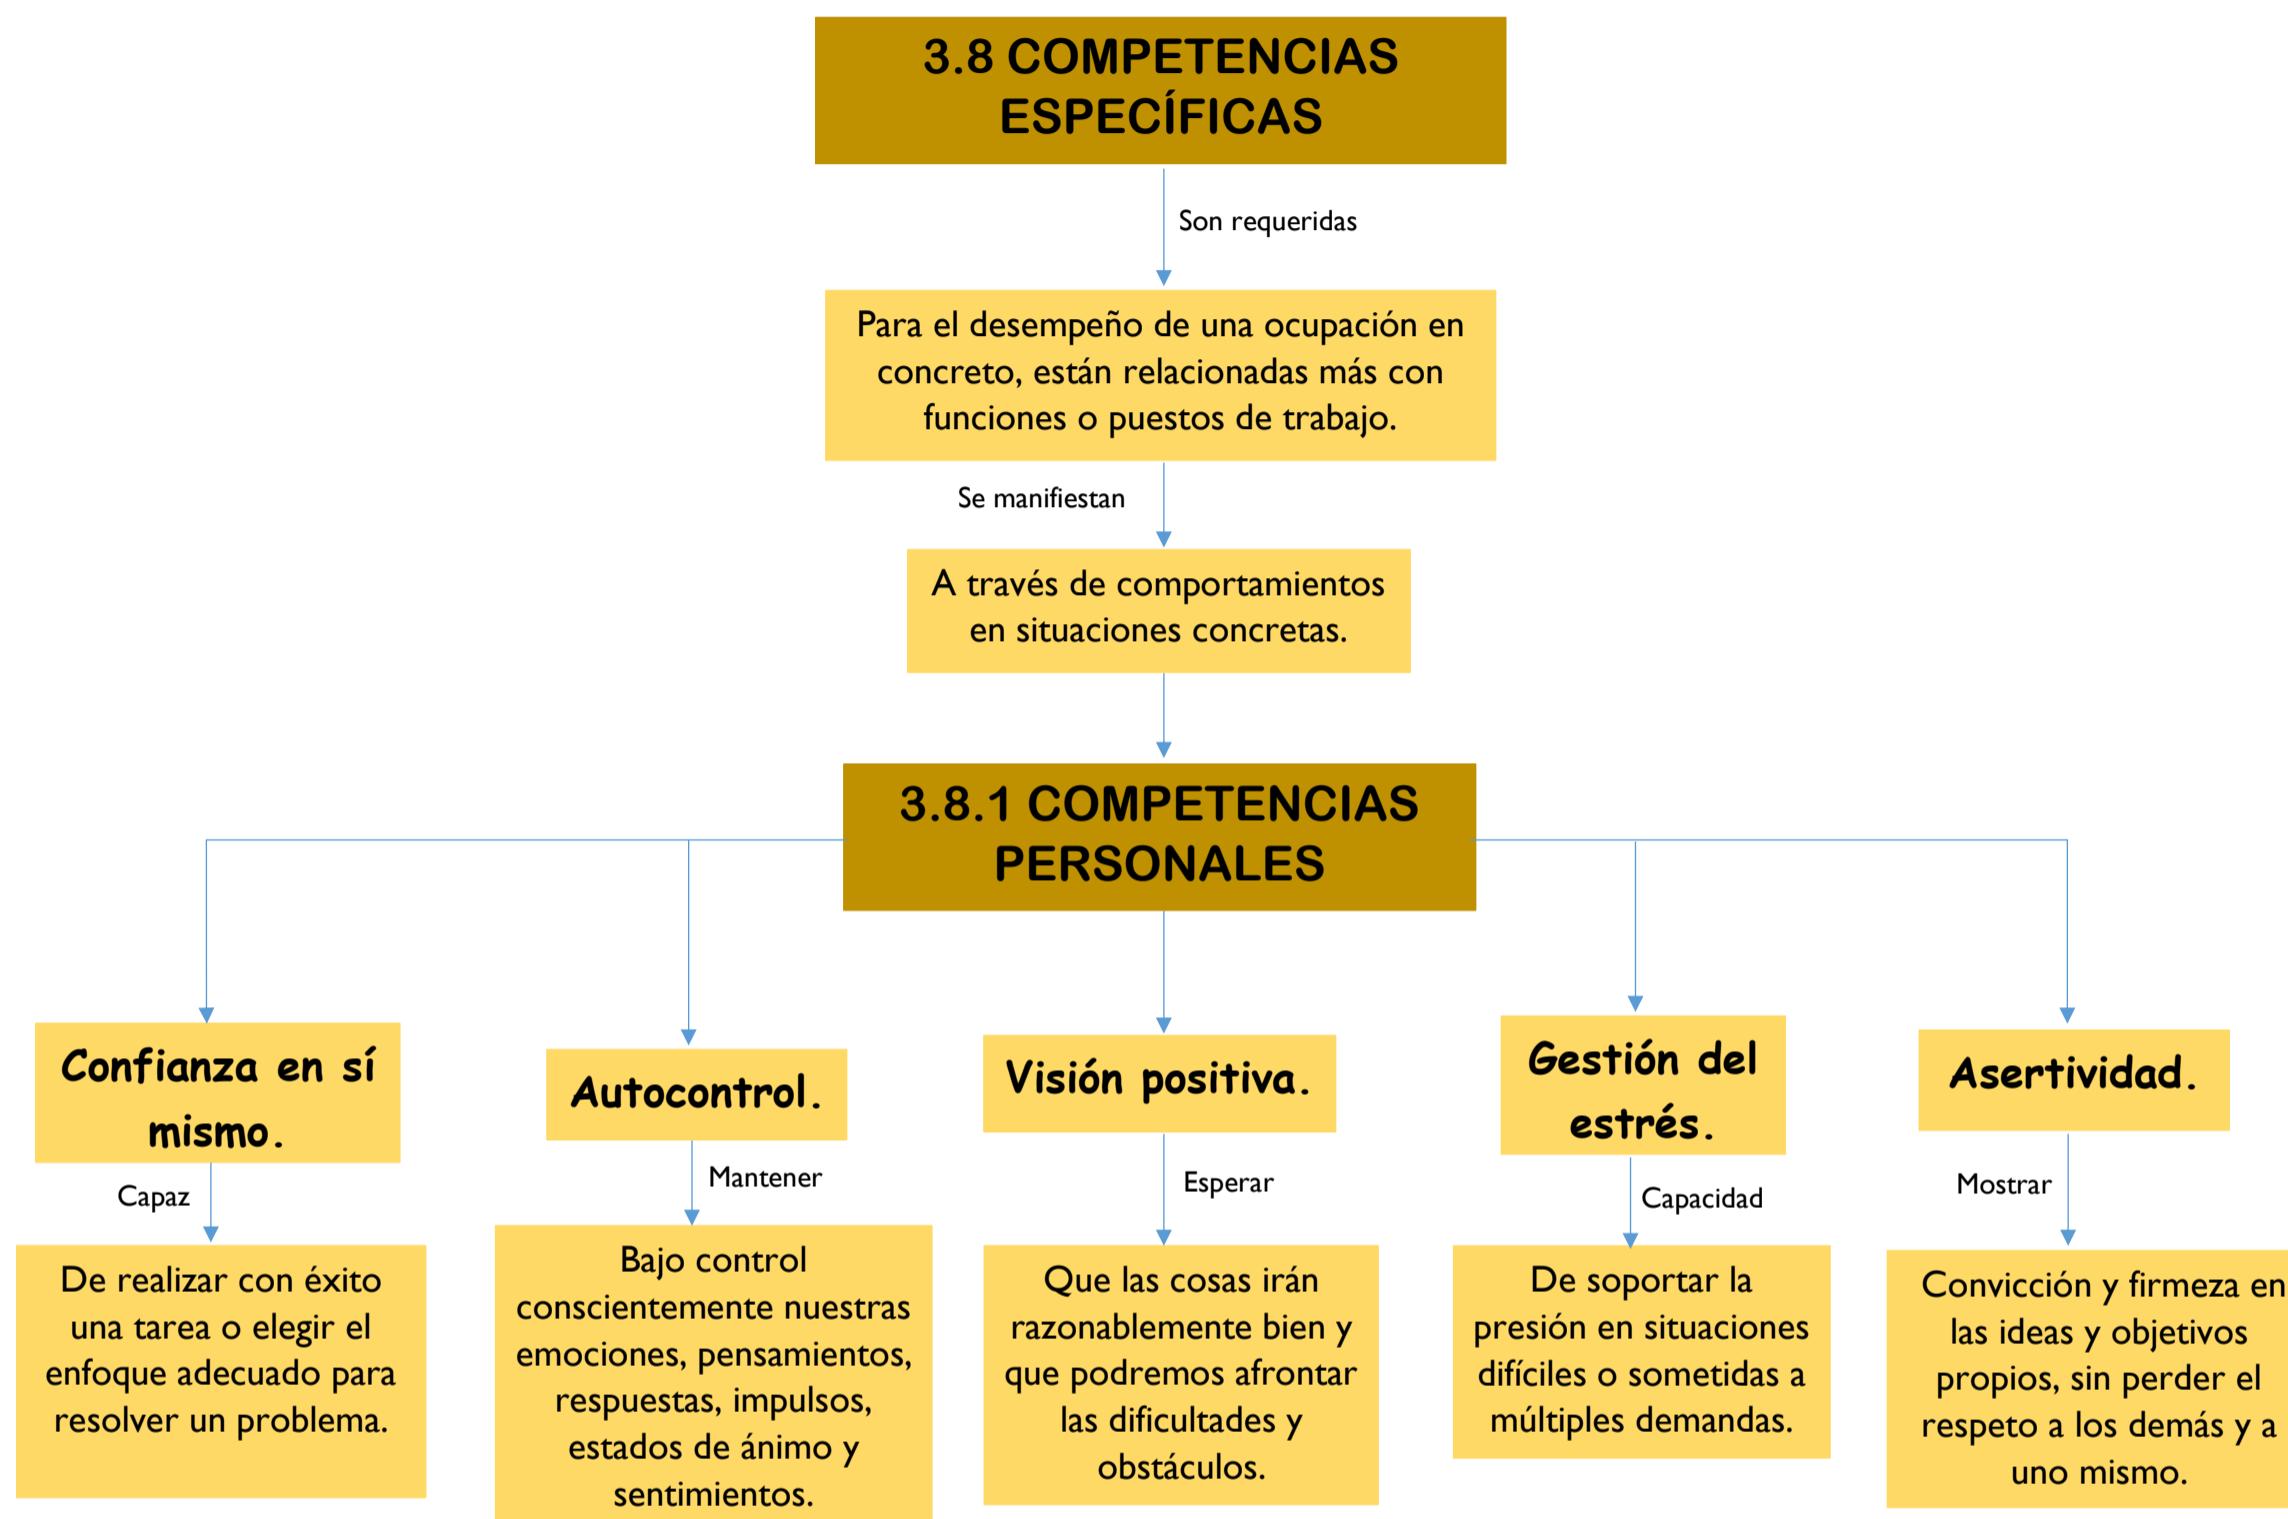 3.8 COMPETENCIAS
ESPECÍFICAS
Son requeridas
Para el desempeño de una ocupación en
concreto, están relacionadas más con
funciones o puestos de trabajo.
Se manifiestan
A través de comportamientos
en situaciones concretas.
3.8.1 COMPETENCIAS
PERSONALES
Confianza en sí
mismo.
Capaz
De realizar con éxito
una tarea o elegir el
enfoque adecuado para
resolver un problema.
Autocontrol.
Mantener
Bajo control
conscientemente nuestras
emociones, pensamientos,
respuestas, impulsos,
estados de ánimo y
sentimientos.
Visión positiva.
Esperar
Que las cosas irán
razonablemente bien y
que podremos afrontar
las dificultades y
obstáculos.
Gestión del
estrés.
Capacidad
De soportar la
presión en situaciones
difíciles o sometidas a
múltiples demandas.
Asertividad.
Mostrar
Convicción y firmeza en
las ideas y objetivos
propios, sin perder el
respeto a los demás y a
uno mismo.